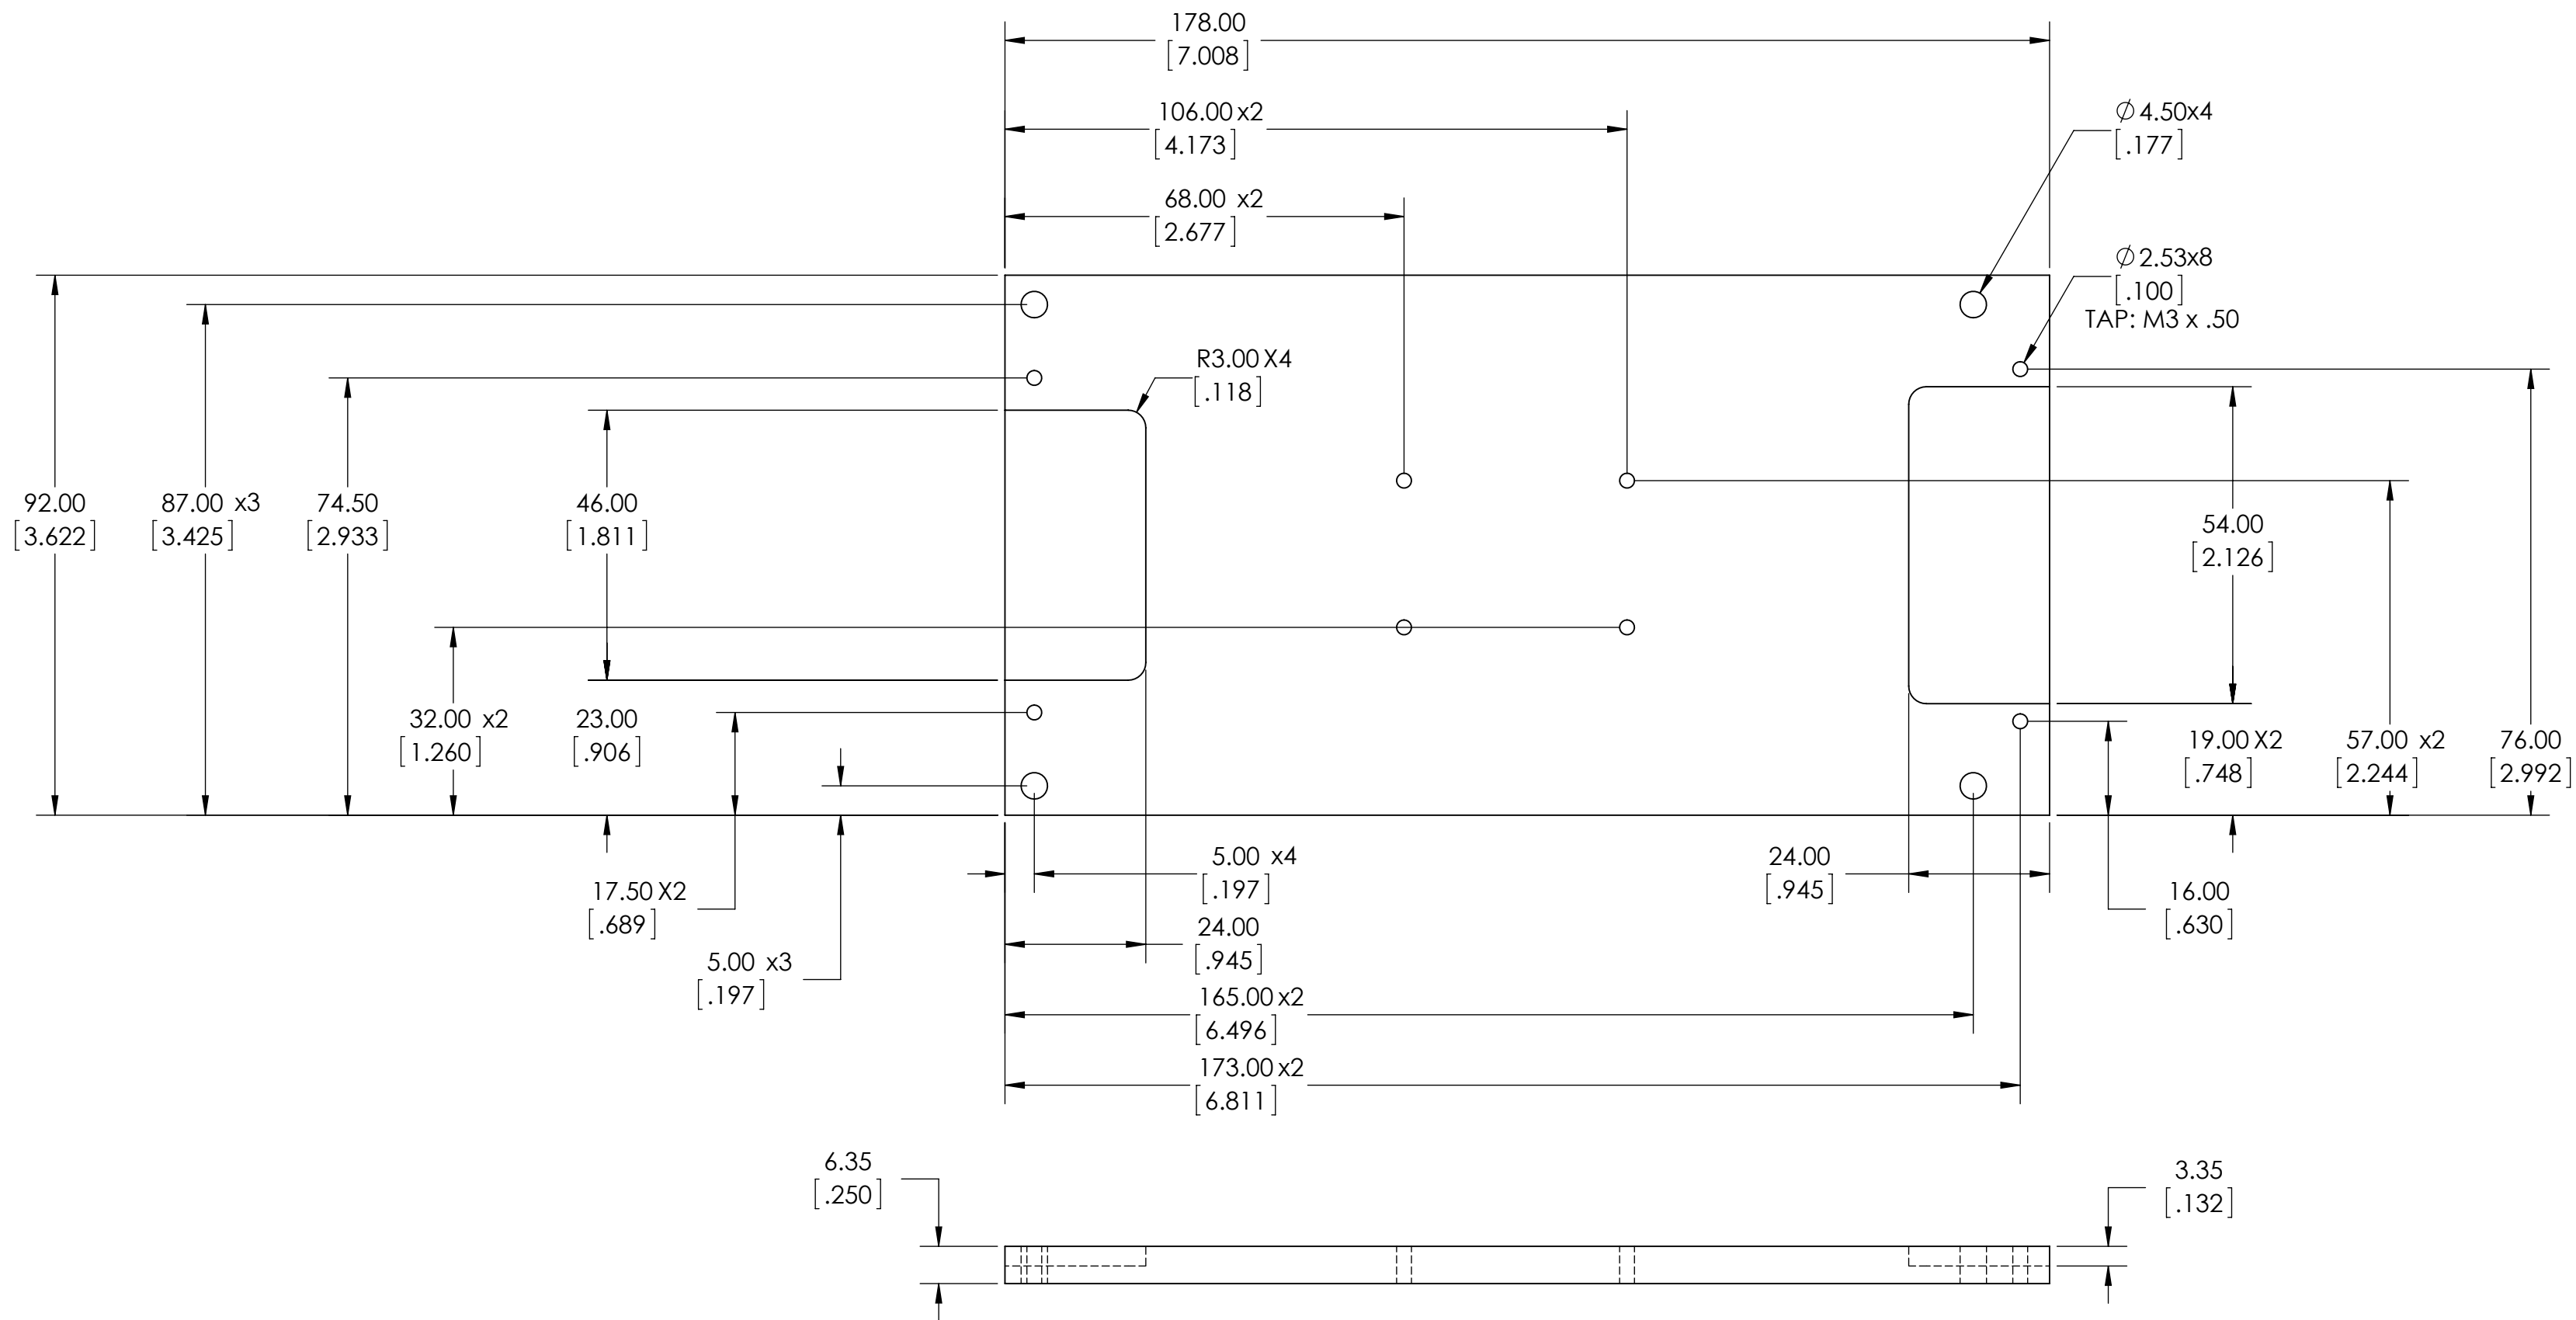 178.00
[7.008]
106.00 x2
[4.173]
68.00 x2
[2.677]
⌀4.50x4
[.177]
⌀2.53x8
[.100]
TAP: M3 x .50
R3.00 X4
[.118]
92.00
[3.622]
87.00 x3
[3.425]
74.50
[2.933]
46.00
[1.811]
54.00
[2.126]
32.00 x2
[1.260]
23.00
[.906]
19.00 X2
[.748]
57.00 x2
[2.244]
76.00
[2.992]
17.50 X2
[.689]
5.00 x4
[.197]
24.00
[.945]
16.00
[.630]
5.00 x3
[.197]
24.00
[.945]
165.00 x2
[6.496]
173.00 x2
[6.811]
6.35
[.250]
3.35
[.132]